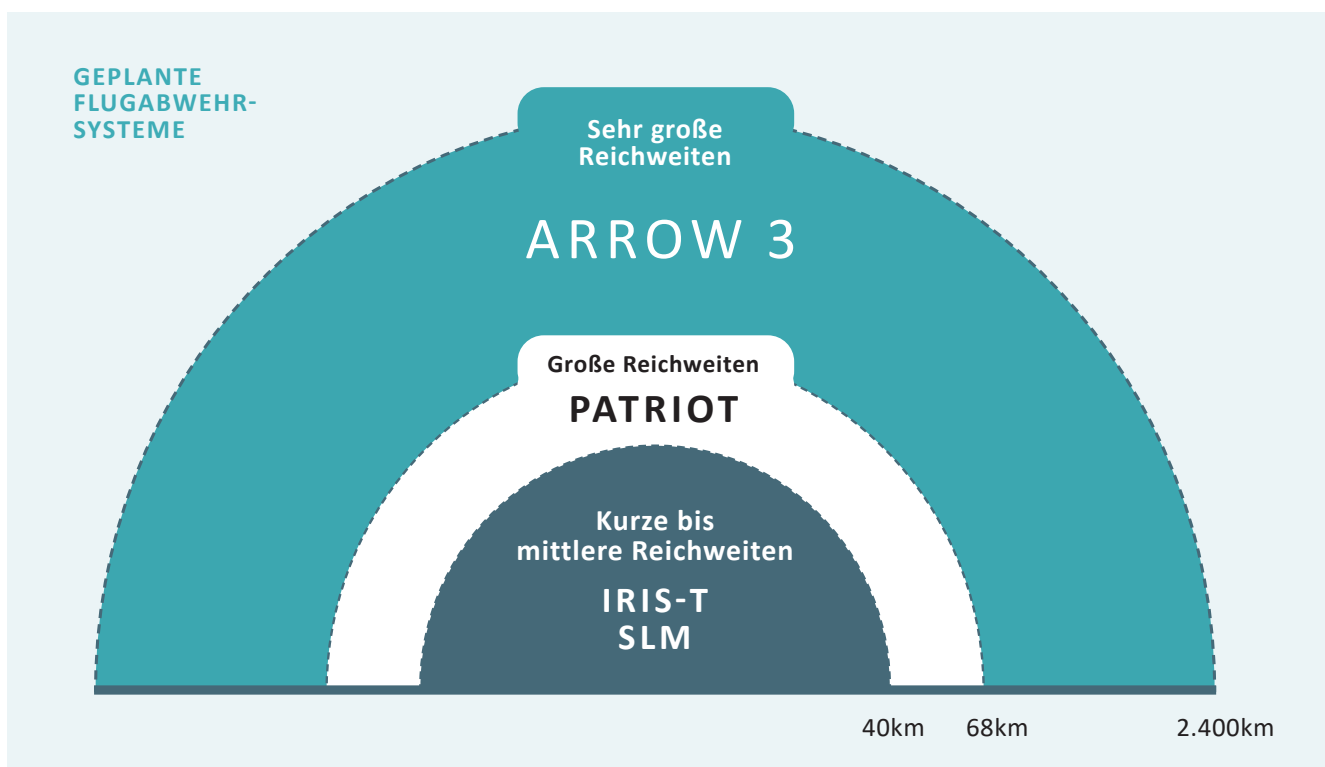 GEPLANTE
FLUGABWEHR-
SYSTEME
Sehr große
Reichweiten
ARROW 3
Große Reichweiten
PATRIOT
Kurze bis
mittlere Reichweiten
IRIS-T
SLM
40km
68km
2.400km